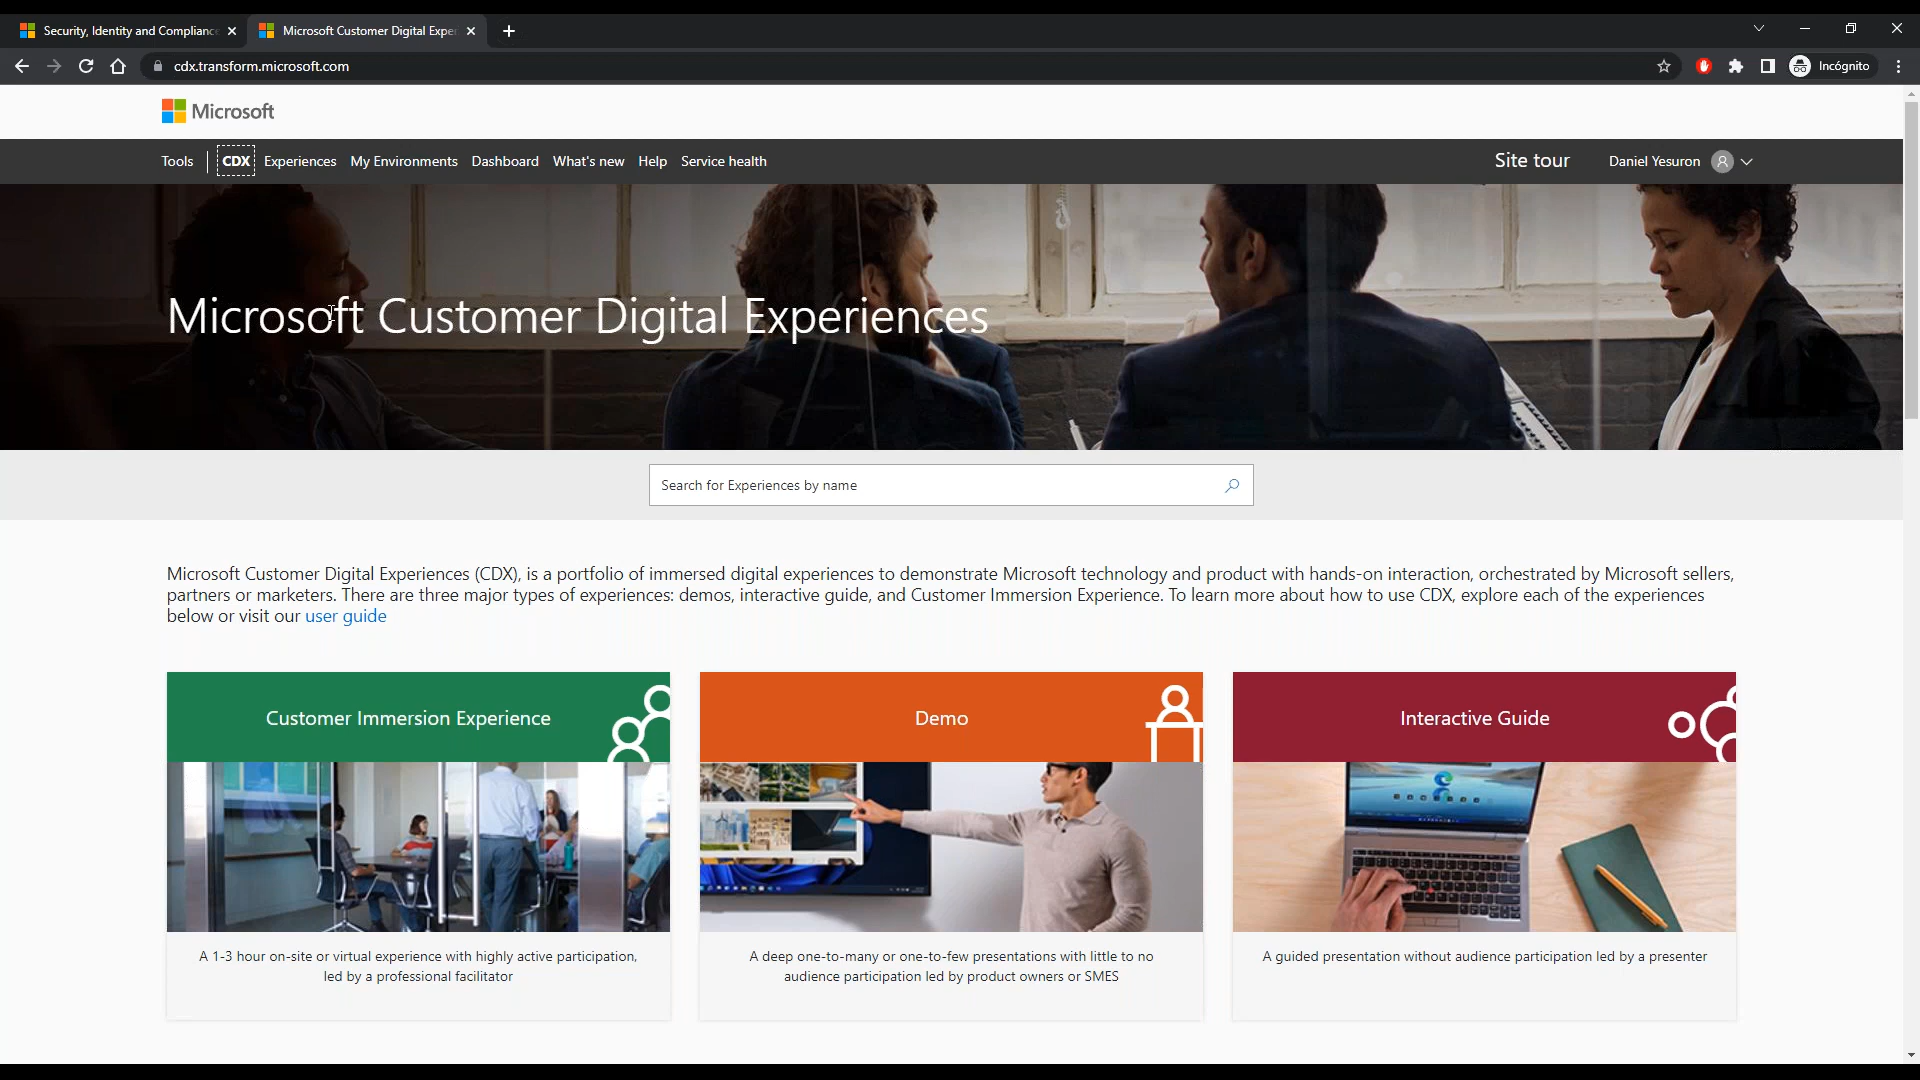 Security, Identity and Compliance
Microsoft Customer Digital Exper
cdx.transform.microsoft.com
Incógnito
Microsoft
Tools
CDX Experiences My Environments Dashboard What's new Help Service health
Site tour
Daniel Yesuron
Microsoft Customer Digital Experiences
Search for Experiences by name
Microsoft Customer Digital Experiences (CDX), is a portfolio of immersed digital experiences to demonstrate Microsoft technology and product with hands-on interaction, orchestrated by Microsoft sellers,
partners or marketers. There are three major types of experiences: demos, interactive guide, and Customer Immersion Experience. To learn more about how to use CDX, explore each of the experiences
below or visit our user guide
Customer Immersion Experience
A 1-3 hour on-site or virtual experience with highly active participation,
led by a professional facilitator
Demo
A deep one-to-many or one-to-few presentations with little to no
audience participation led by product owners or SMES
Interactive Guide
A guided presentation without audience participation led by a presenter